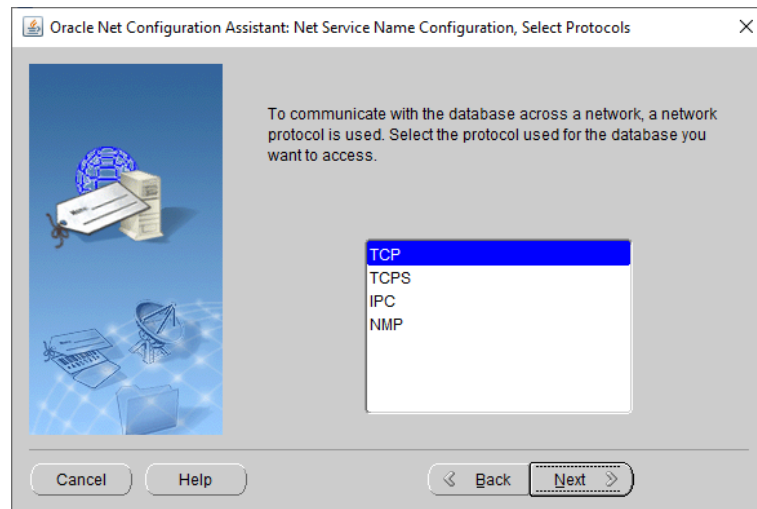 Oracle Net Configuration Assistant: Net Service Name Configuration, Select Protocols
To communicate with the database across a network, a network
protocol is used. Select the protocol used for the database you
want to access.
TCP
TCPS
IPC
NMP
Cancel
Help
Back
Next